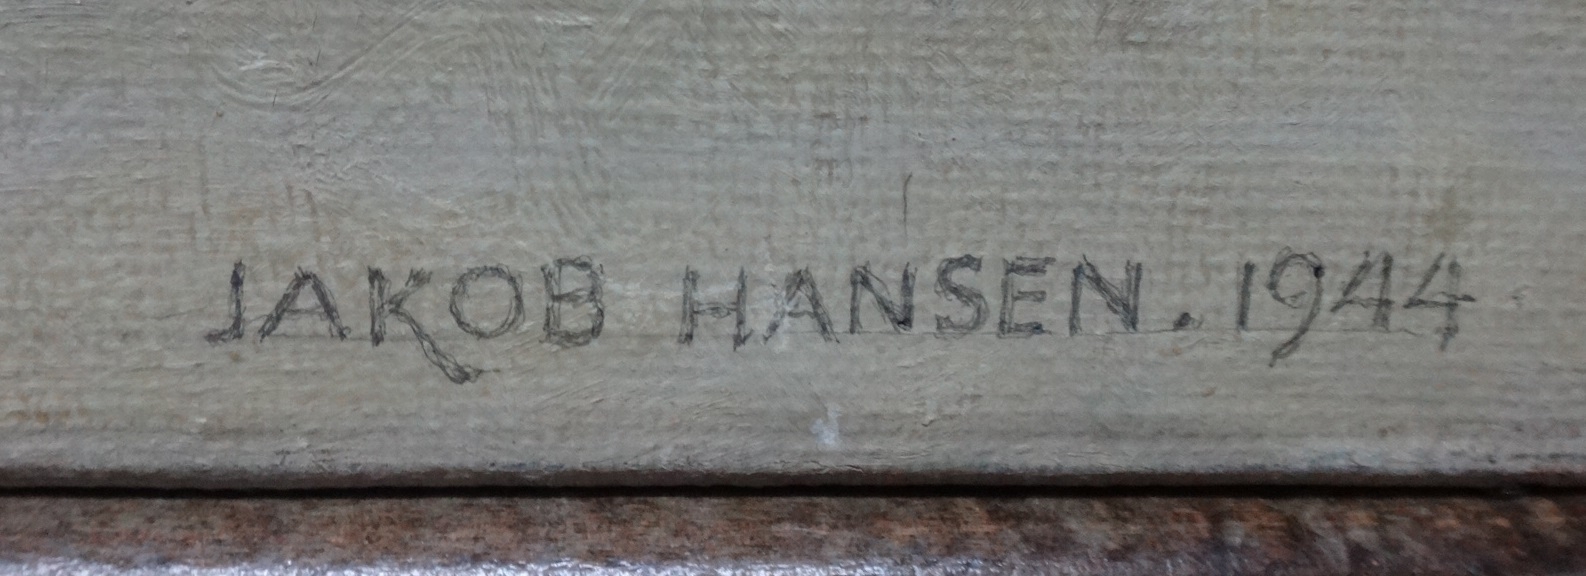 JAKOB HANSEN. 1944